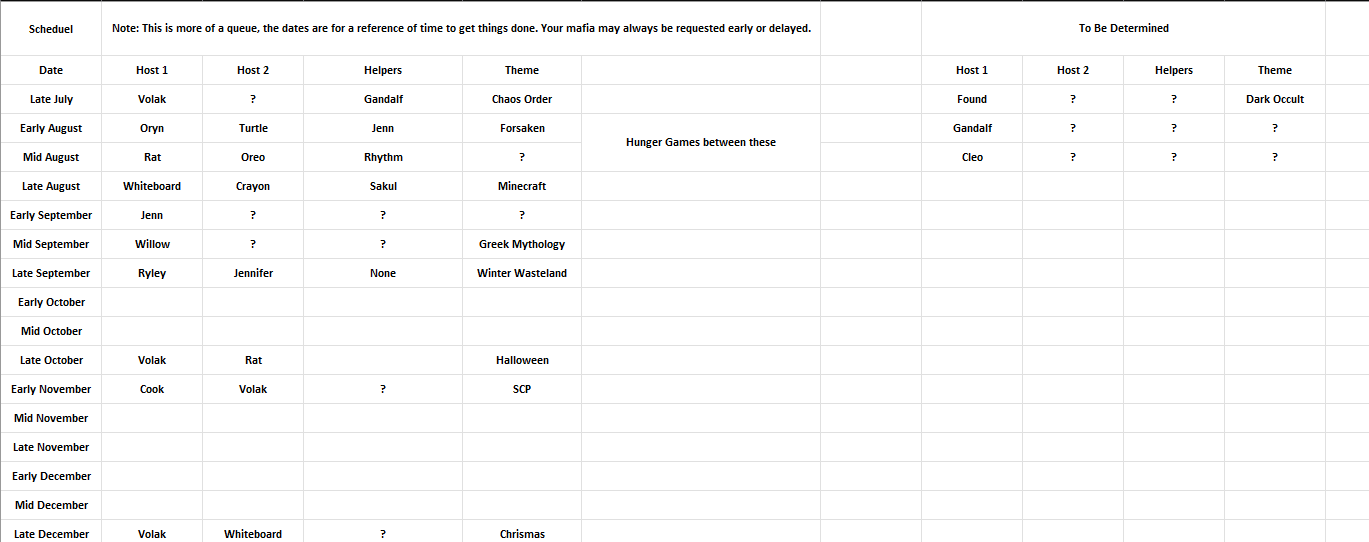 Scheduel Note: This is more of a queue, the dates are for a reference of time to get things done. Your mafia may always be requested early or delayed. To Be Determined
Date Host 1 Host 2 Helpers Theme Host 1 Host 2 Helpers Theme
Late July Volak ? Gandalf Chaos Order Found ? ? Dark Occult
Early August Oryn Turtle Jenn Forsaken Gandalf ? ? ?
Hunger Games between these
Mid August Rat Oreo Rhythm ? Cleo ? ? ?
Late August Whiteboard Crayon Sakul Minecraft
Early September Jenn ? ? ?
Mid September Willow ? ? Greek Mythology
Late September Ryley Jennifer None Winter Wasteland
Early October
Mid October
Late October Volak Rat Halloween
Early November Cook Volak ? SCP
Mid November
Late November
Early December
Mid December
Late December Volak Whiteboard ? Chrismas